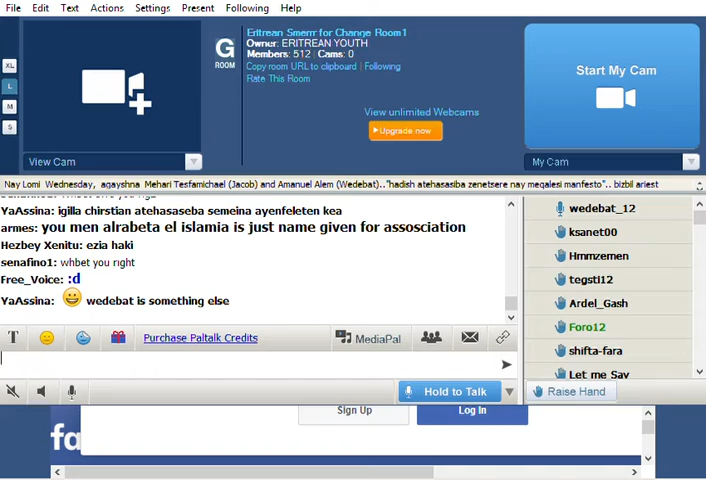 File Edit Text Actions Settings Present Following Help
G
ROOM
Eritrean Smerrr for Change Room1
Owner: ERITREAN YOUTH
Members: 512 | Cams: 0
Copy room URL to clipboard | Following
Rate This Room
View unlimited Webcams
Upgrade now
Start My Cam
XL
L
M
S
View Cam
My Cam
Nay Lomi Wednesday, agayshna Mehari Tesfamichael (Jacob) and Amanuel Alem (Wedebat).."hadish atehasasiba zenetsere nay meqalesi manfesto".. bizbil ariest
YaAssina: igilla chirstian atehasaseba semeina ayenfeleten kea
armes: you men alrabeta el islamia is just name given for assosciation
Hezbey Xenitu: ezia haki
senafino1: whbet you right
Free_Voice: :d
YaAssina: wedebat is something else
wedebat_12
ksanet00
Hmmzemen
tegsti12
Ardel_Gash
Foro12
shifta-fara
Let me Say
T
Purchase Paltalk Credits
MediaPal
Hold to Talk
Raise Hand
Sign Up
Log In
fa